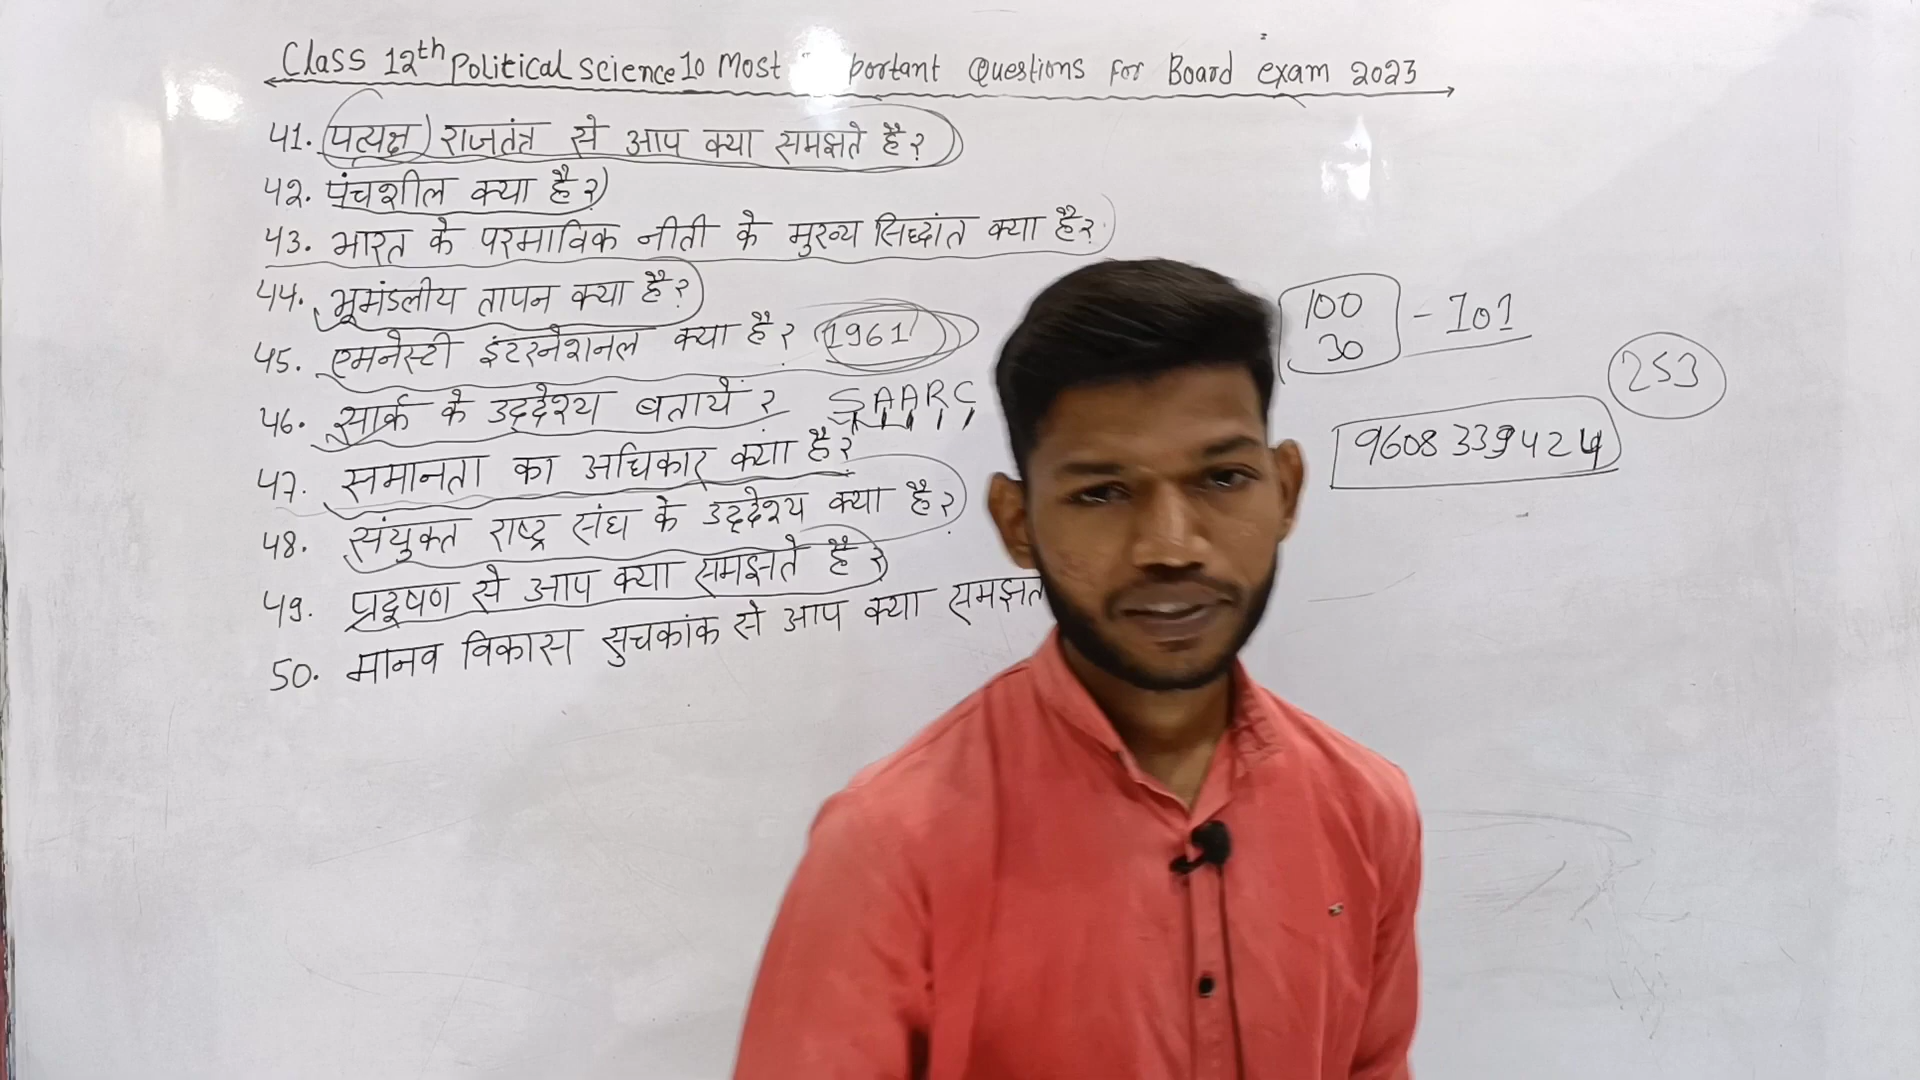 Class 12th Political science 10 Most portant Questions For Board exam 2023
41. पत्यक्ष) राजतंत्र से आप क्या समझते है?
42. पंचशील क्या है?
43. भारत के परमाविक नीती के मुख्य सिद्धांत क्या है?
44. भूमंडलीय तापन क्या है?
45. एमनेस्टी इंटरनेशनल क्या है? (1961)
46. सार्क के उद्देश्य बतायें? SAARC
47. समानता का अधिकार क्या है?
48. संयुक्त राष्ट्र संघ के उद्देश्य क्या है?
49. प्रदूषण से आप क्या समझते है?
50. मानव विकास सुचकांक से आप क्या समझत
100
30
- 101
253
9608339424